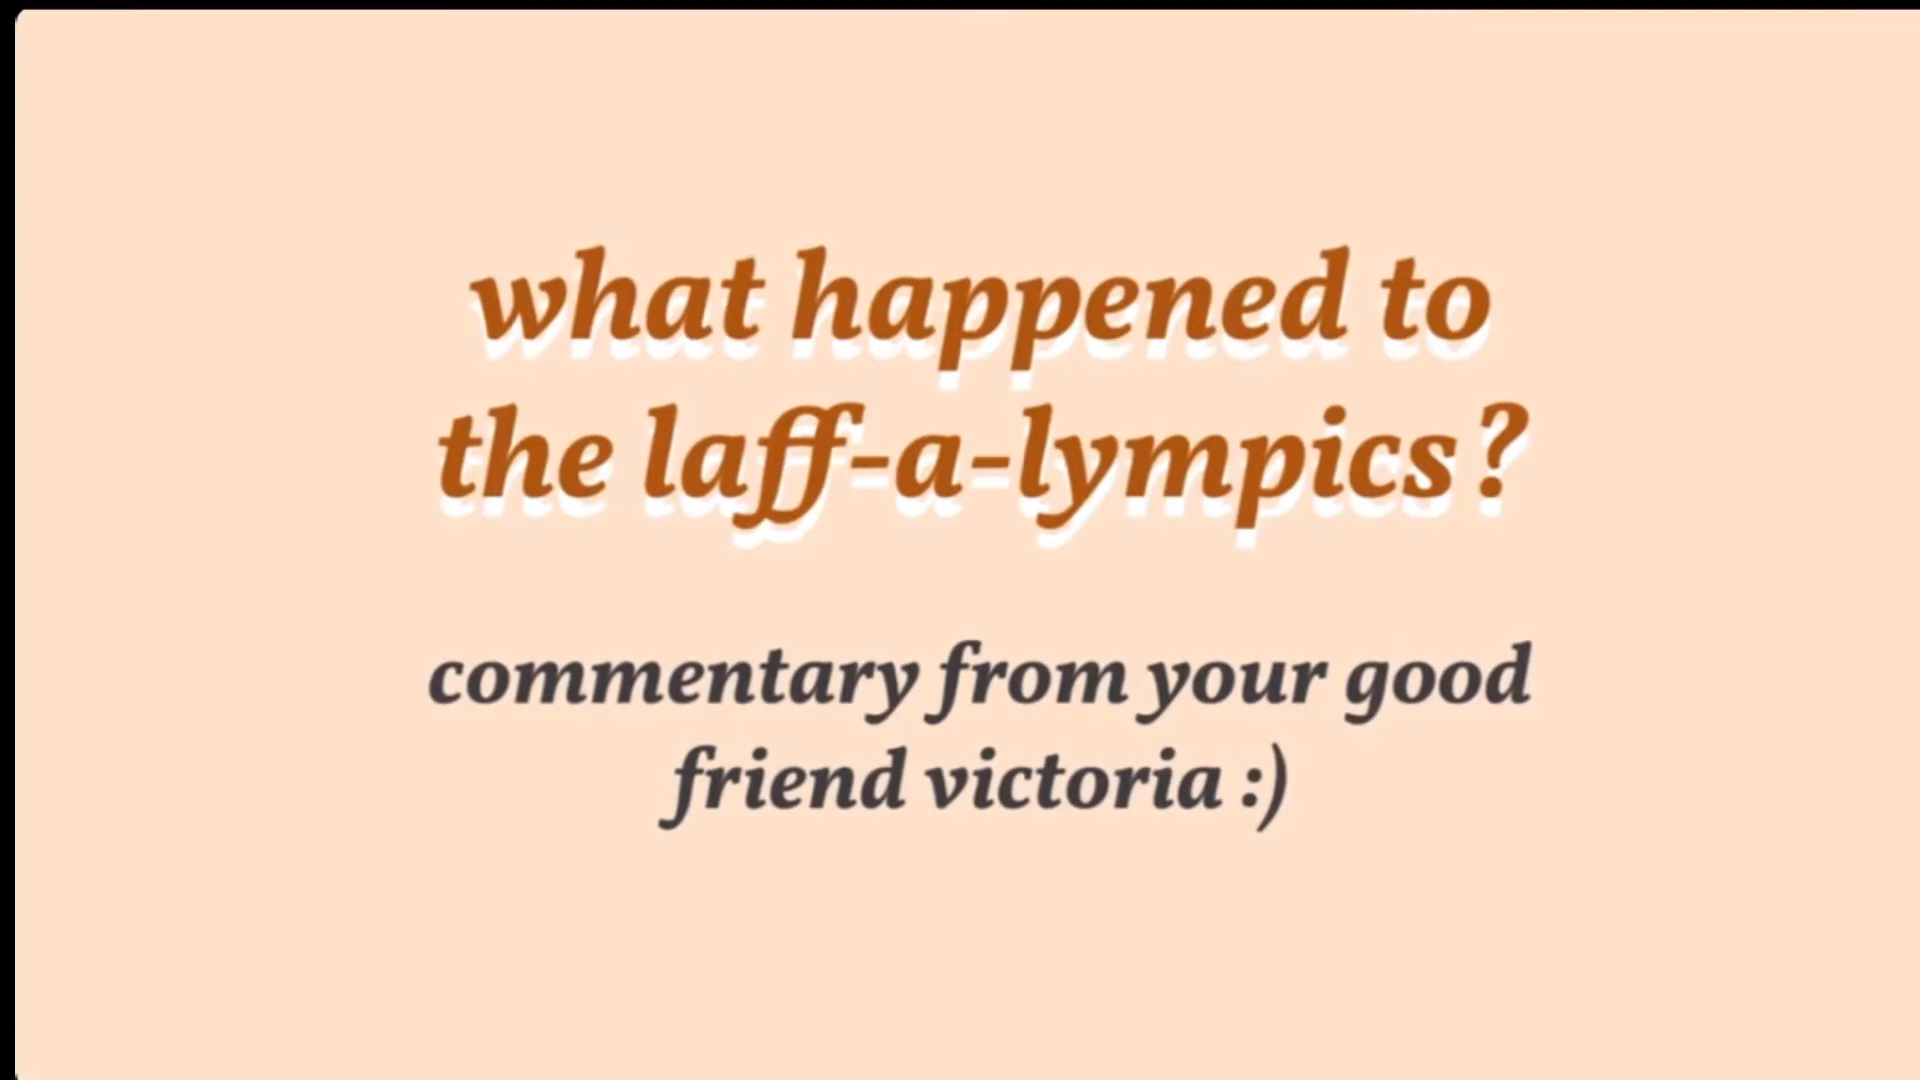 what happened to
the laff-a-lympics?
commentary from your good
friend victoria :)